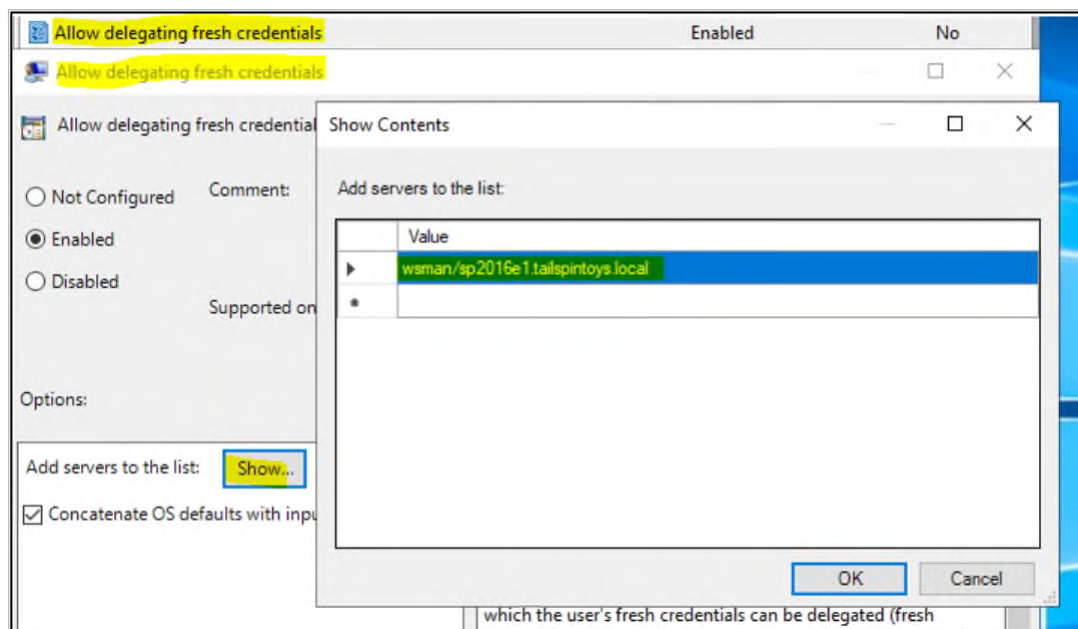 Allow delegating fresh credentials Enabled No
Allow delegating fresh credentials
Allow delegating fresh credential
Show Contents
Not Configured
Comment:
Enabled
Disabled
Supported on
Add servers to the list:
Value
wsman/sp2016e1.tailspintoys.local
Options:
Add servers to the list: Show...
Concatenate OS defaults with inpu
OK Cancel
which the user's fresh credentials can be delegated (fresh